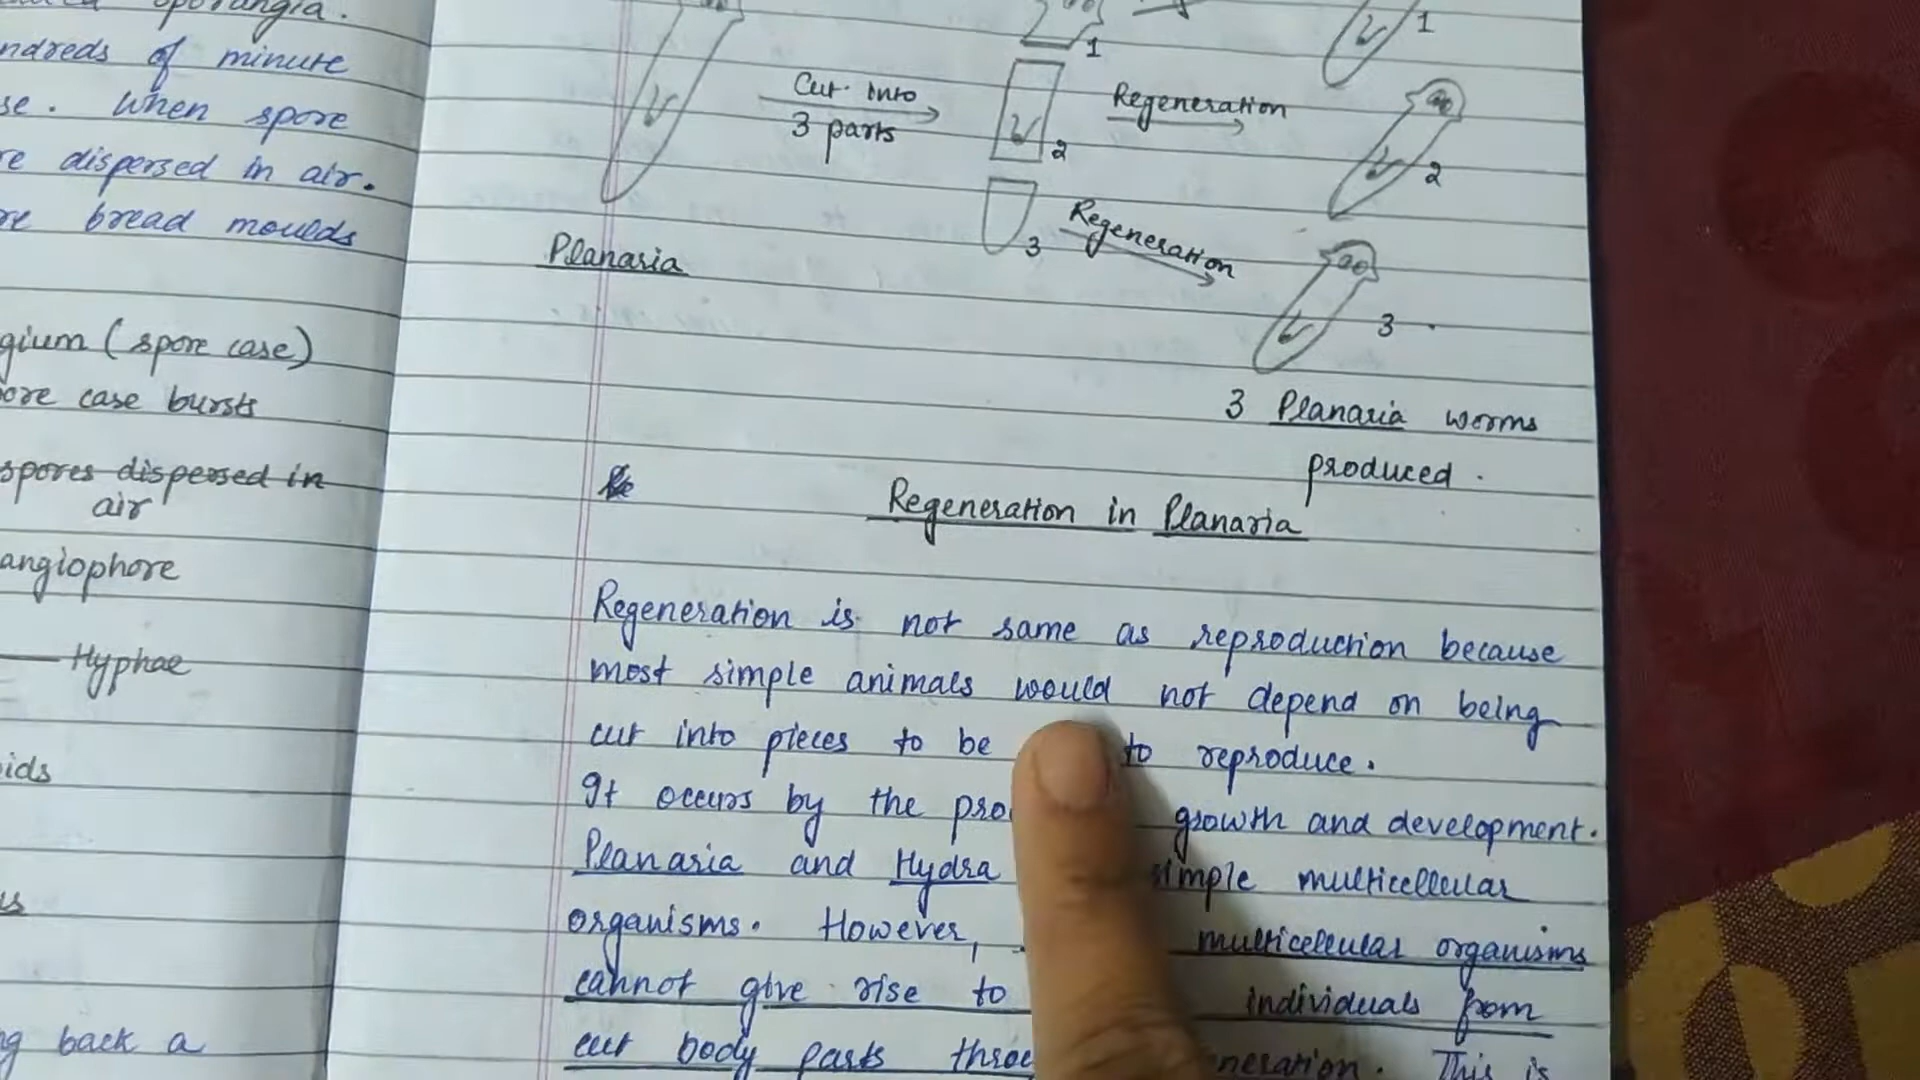 sporangia.
ndreds of minute
se. When spore
re dispersed in air.
re bread moulds
gium (spore case)
ore case bursts
spores dispersed in
air
angiophore
Hyphae
ids
us
ng back a
1
1
Cut into
3 parts
2
Regeneration
2
3
Regeneration
3
Planaria
3 Planaria worms
produced.
Regeneration in Planaria
Regeneration is not same as reproduction because
most simple animals would not depend on being
cut into pieces to be to reproduce.
It occurs by the pro growth and development.
Planaria and Hydra simple multicellular
organisms. However, multicellular organisms
cannot give rise to individuals from
cut body parts throu neration. This is